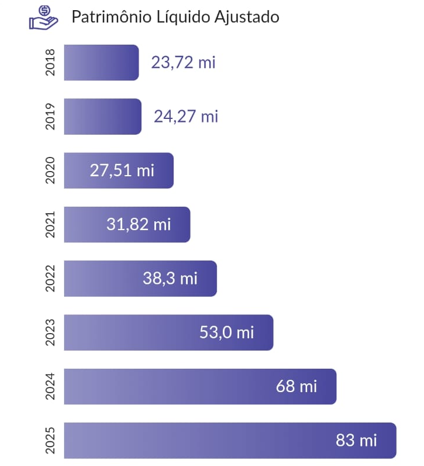 Patrimônio Líquido Ajustado
2018 23,72 mi
2019 24,27 mi
2020 27,51 mi
2021 31,82 mi
2022 38,3 mi
2023 53,0 mi
2024 68 mi
2025 83 mi